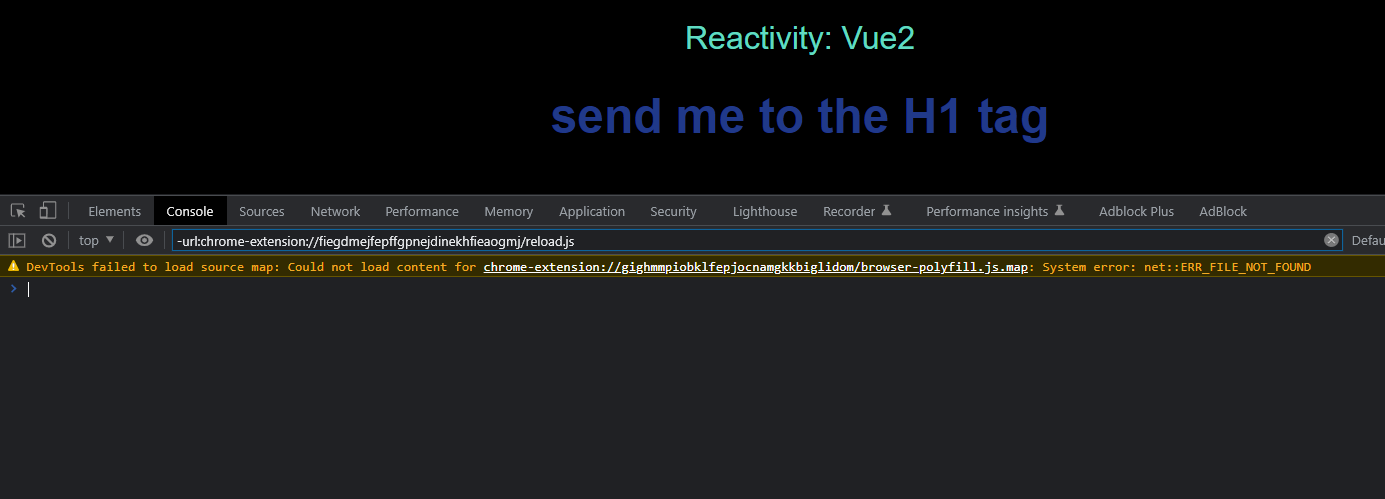 Reactivity: Vue2
send me to the H1 tag
Elements Console Sources Network Performance Memory Application Security Lighthouse Recorder Performance insights Adblock Plus AdBlock
top -url:chrome-extension://fiegdmejfepffgpnejdinekhfieaogmj/reload.js Defau
DevTools failed to load source map: Could not load content for chrome-extension://gighmmpiobklfepjocnamgkkbiglidom/browser-polyfill.js.map: System error: net::ERR_FILE_NOT_FOUND
>